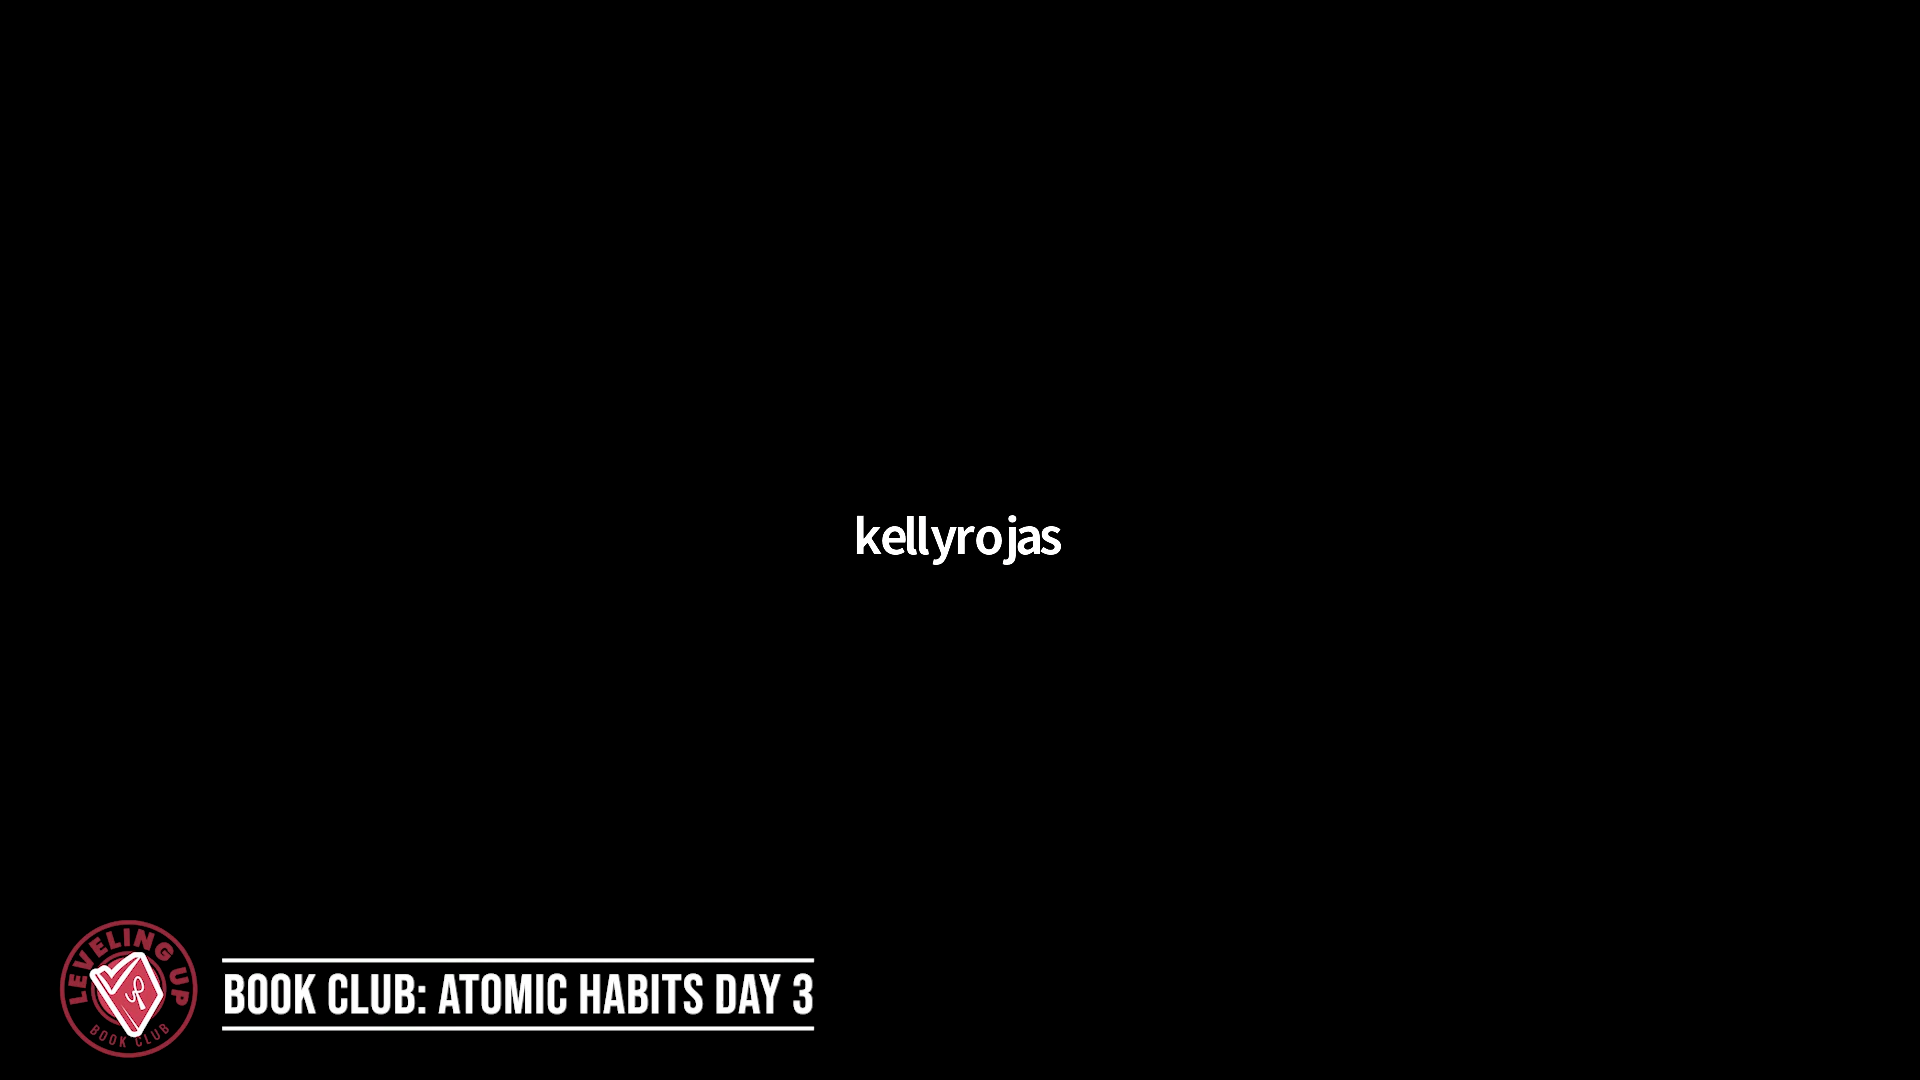 kellyrojas
LEVELING UP
BOOK CLUB
BOOK CLUB: ATOMIC HABITS DAY 3